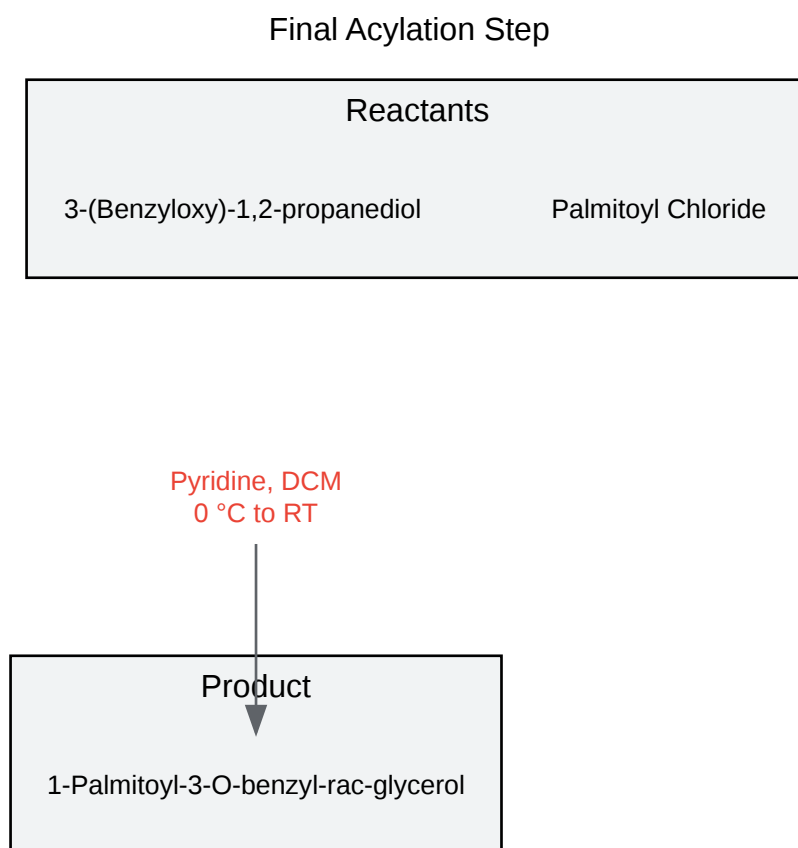 Final Acylation Step
Reactants
3-(Benzyloxy)-1,2-propanediol
Palmitoyl Chloride
Pyridine, DCM
0 °C to RT
Product
1-Palmitoyl-3-O-benzyl-rac-glycerol